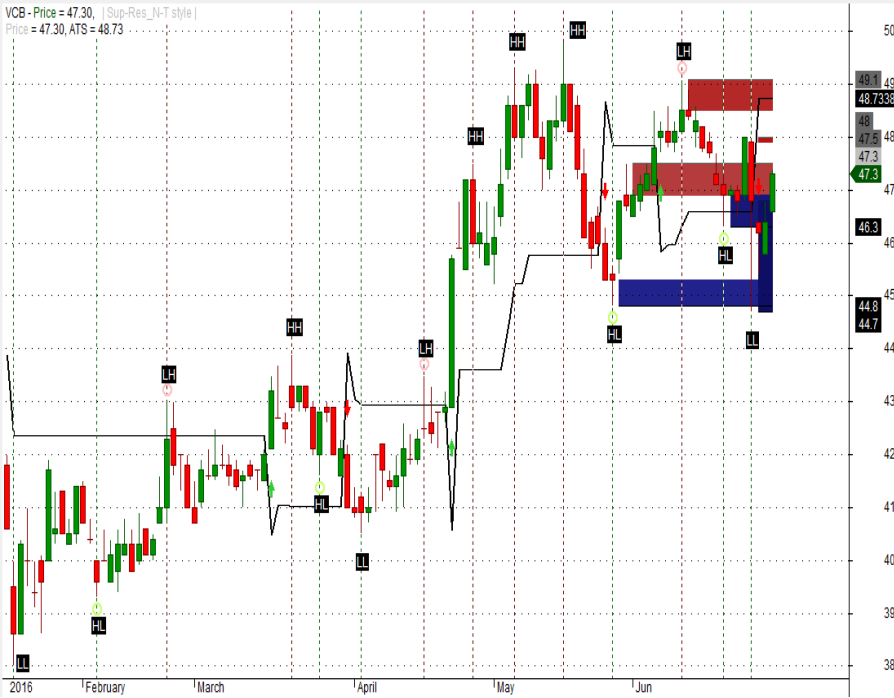 VCB - Price = 47.30, | Sup-Res_N-T style |
Price = 47.30, ATS = 48.73
50
HH
HH
LH
49.1
49
48.7338
48
48
HH
47.5
47.3
47.3
47
46.3
46
HL
45
44.8
44.7
HL
LL
44
HH
LH
LH
43
42
41
HL
40
LL
39
HL
38
LL
2016
February
March
April
May
Jun